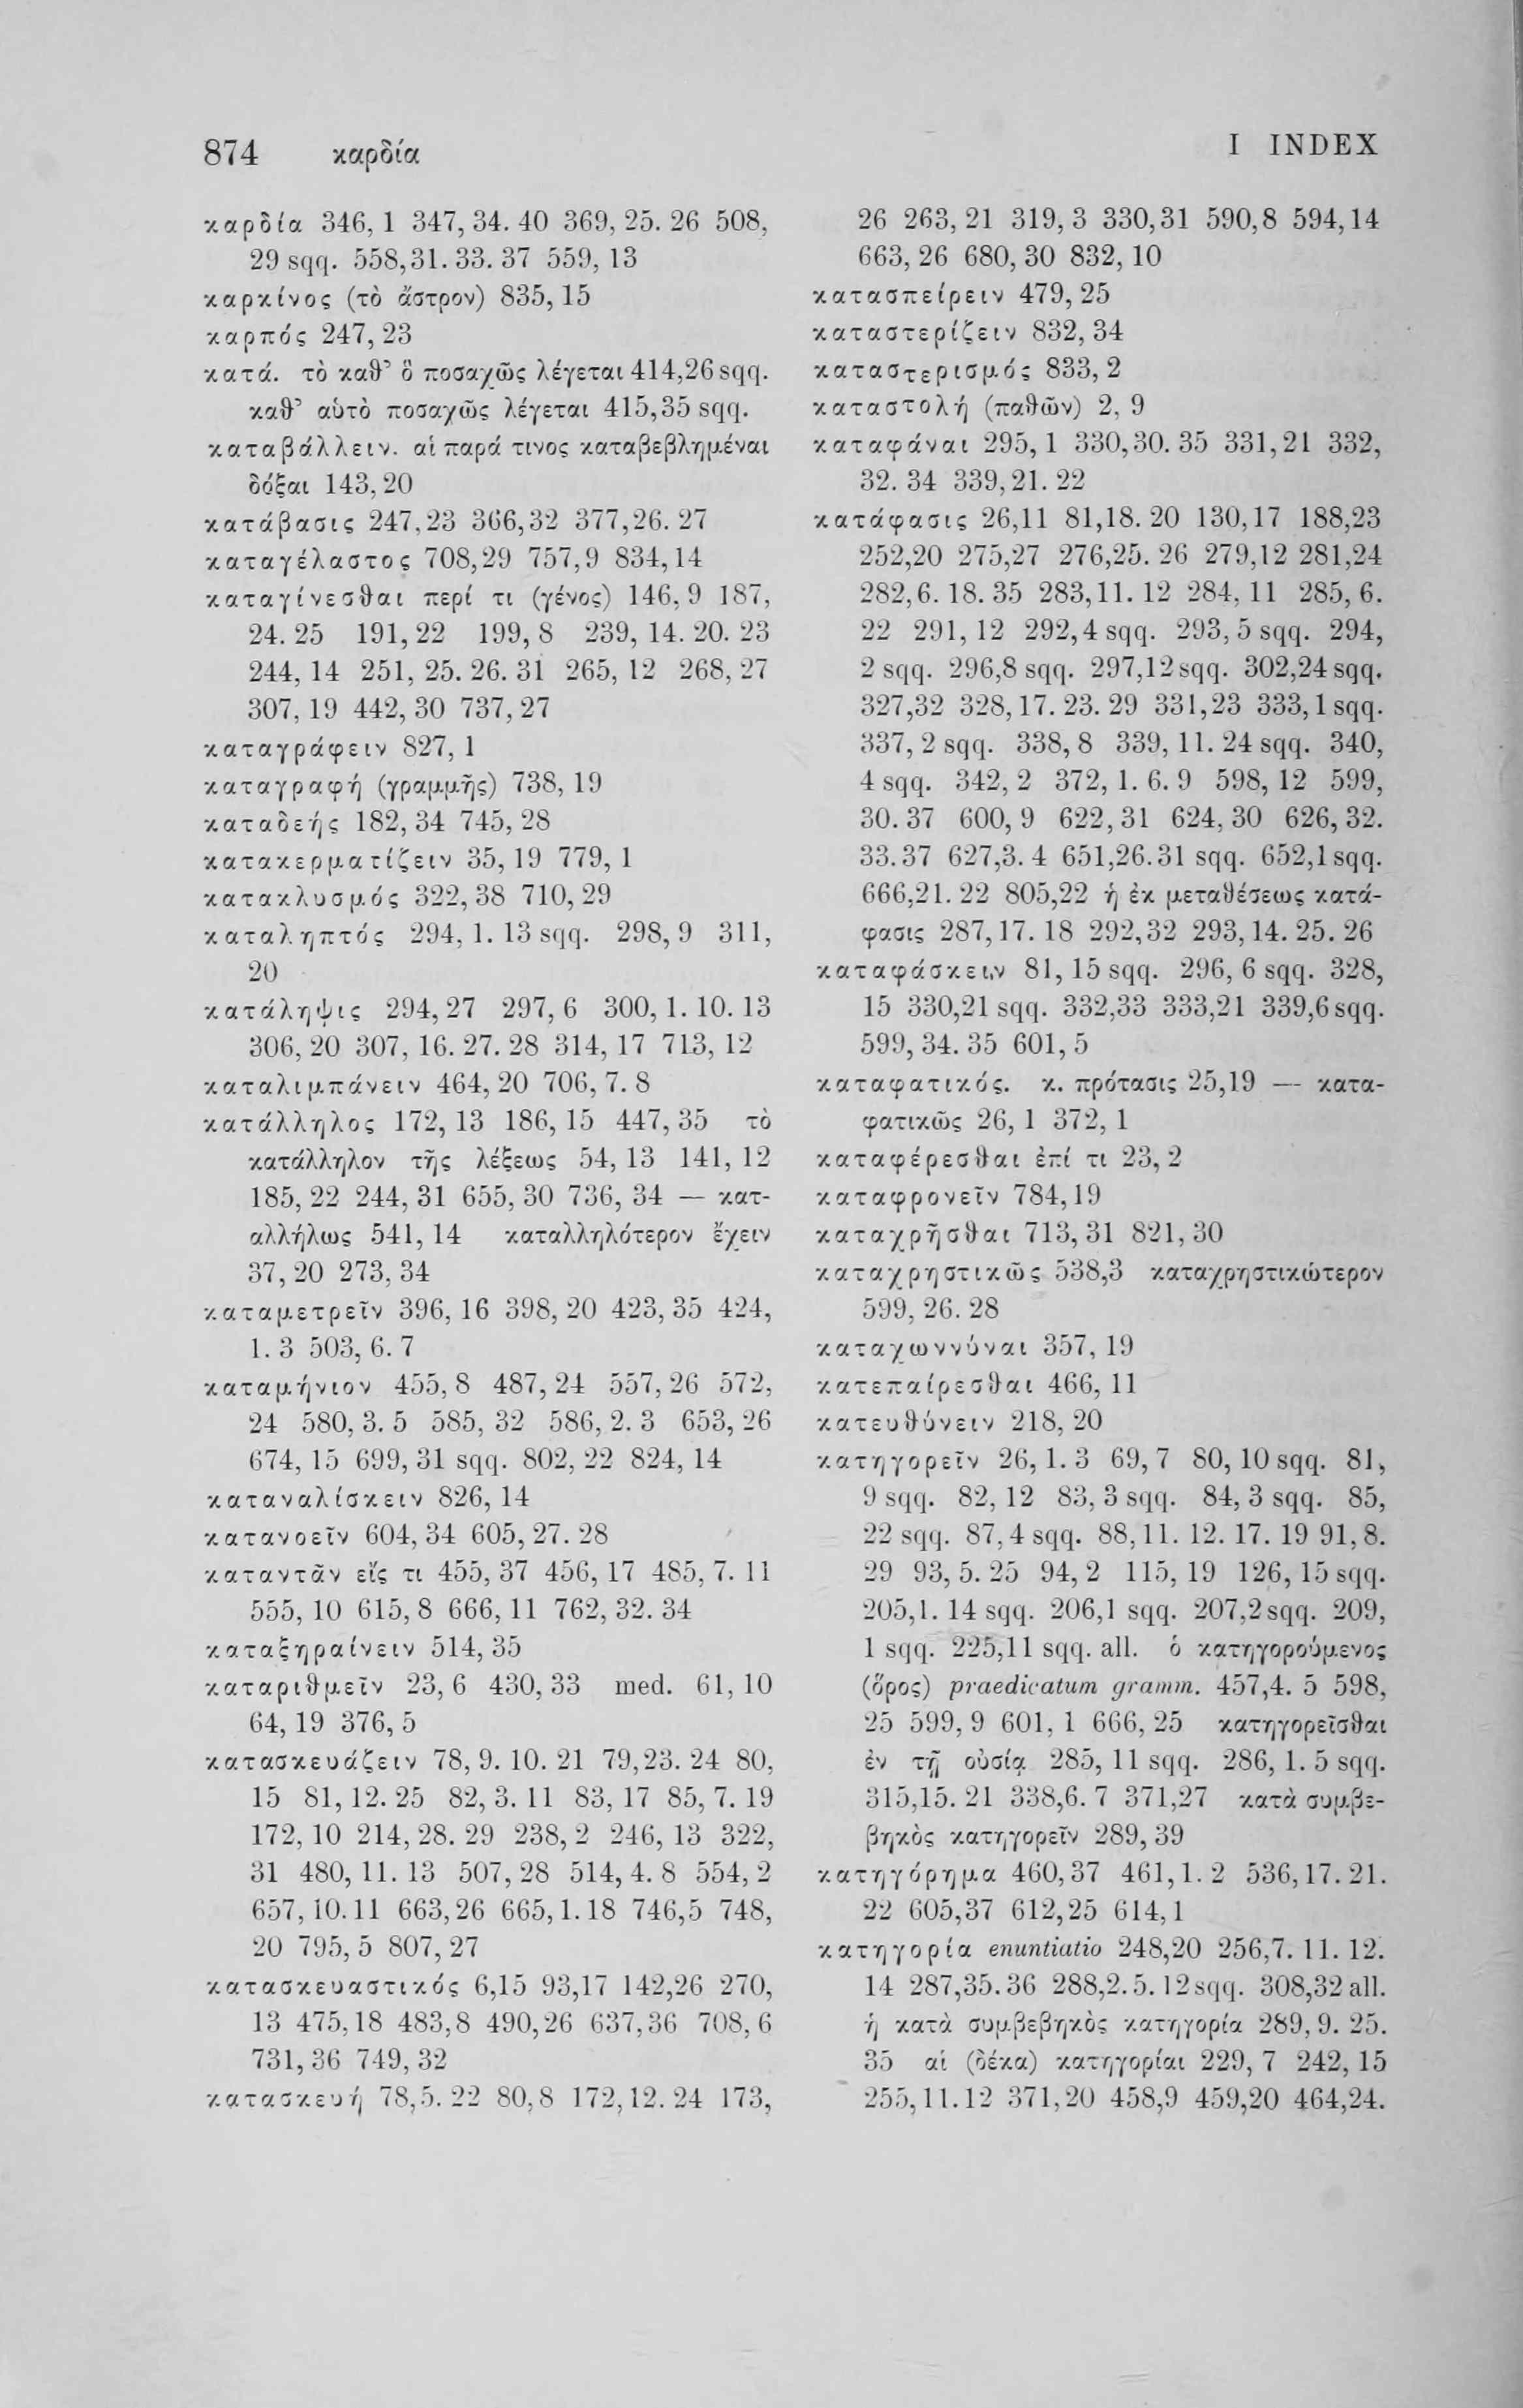 874 καρδία I INDEX
καρδία 346, 1 347, 34. 40 369, 25. 26 508,
29 sqq. 558,31. 33. 37 559, 13
καρκίνος (τὸ ἄστρον) 835, 15
καρπός 247, 23
κατά. τὸ καθ’ ὃ ποσαχῶς λέγεται 414,26 sqq.
καθ’ αὑτὸ ποσαχῶς λέγεται 415,35 sqq.
καταβάλλειν. αἱ παρά τινος καταβεβλημέναι
δόξαι 143, 20
κατάβασις 247,23 366,32 377,26. 27
καταγέλαστος 708,29 757,9 834,14
καταγίνεσθαι περί τι (γένος) 146, 9 187,
24. 25 191, 22 199, 8 239, 14. 20. 23
244, 14 251, 25. 26. 31 265, 12 268, 27
307, 19 442, 30 737, 27
καταγράφειν 827, 1
καταγραφή (γραμμῆς) 738, 19
καταδεής 182, 34 745, 28
κατακερματίζειν 35, 19 779, 1
κατακλυσμός 322, 38 710, 29
καταληπτός 294, 1. 13 sqq. 298, 9 311,
20
κατάληψις 294, 27 297, 6 300, 1. 10. 13
306, 20 307, 16. 27. 28 314, 17 713, 12
καταλιμπάνειν 464, 20 706, 7. 8
κατάλληλος 172, 13 186, 15 447, 35 τὸ
κατάλληλον τῆς λέξεως 54, 13 141, 12
185, 22 244, 31 655, 30 736, 34 — κατ-
αλλήλως 541, 14 καταλληλότερον ἔχειν
37, 20 273, 34
καταμετρεῖν 396, 16 398, 20 423, 35 424,
1. 3 503, 6. 7
καταμήνιον 455, 8 487, 24 557, 26 572,
24 580, 3. 5 585, 32 586, 2. 3 653, 26
674, 15 699, 31 sqq. 802, 22 824, 14
καταναλίσκειν 826, 14
κατανοεῖν 604, 34 605, 27. 28
καταντᾶν εἴς τι 455, 37 456, 17 485, 7. 11
555, 10 615, 8 666, 11 762, 32. 34
καταξηραίνειν 514, 35
καταριθμεῖν 23, 6 430, 33 med. 61, 10
64, 19 376, 5
κατασκευάζειν 78, 9. 10. 21 79, 23. 24 80,
15 81, 12. 25 82, 3. 11 83, 17 85, 7. 19
172, 10 214, 28. 29 238, 2 246, 13 322,
31 480, 11. 13 507, 28 514, 4. 8 554, 2
657, 10. 11 663, 26 665, 1. 18 746,5 748,
20 795, 5 807, 27
κατασκευαστικός 6,15 93,17 142,26 270,
13 475,18 483,8 490,26 637,36 708, 6
731, 36 749, 32
κατασκευή 78,5. 22 80, 8 172, 12. 24 173,
26 263, 21 319, 3 330,31 590,8 594,14
663, 26 680, 30 832, 10
κατασπείρειν 479, 25
καταστερίζειν 832, 34
καταστερισμός 833, 2
καταστολή (παθῶν) 2, 9
καταφάναι 295, 1 330,30. 35 331,21 332,
32. 34 339, 21. 22
κατάφασις 26,11 81,18. 20 130,17 188,23
252,20 275,27 276,25. 26 279,12 281,24
282,6. 18. 35 283,11. 12 284, 11 285, 6.
22 291, 12 292,4 sqq. 293, 5 sqq. 294,
2 sqq. 296,8 sqq. 297,12 sqq. 302,24 sqq.
327,32 328,17. 23. 29 331,23 333,1 sqq.
337, 2 sqq. 338, 8 339, 11. 24 sqq. 340,
4 sqq. 342, 2 372, 1. 6. 9 598, 12 599,
30. 37 600, 9 622, 31 624, 30 626, 32.
33.37 627,3. 4 651,26.31 sqq. 652,1 sqq.
666,21. 22 805,22 ἡ ἐκ μεταθέσεως κατά-
φασις 287,17. 18 292,32 293,14. 25. 26
καταφάσκειν 81, 15 sqq. 296, 6 sqq. 328,
15 330,21 sqq. 332,33 333,21 339,6 sqq.
599, 34. 35 601, 5
καταφατικός. κ. πρότασις 25,19 — κατα-
φατικῶς 26, 1 372, 1
καταφέρεσθαι ἐπί τι 23, 2
καταφρονεῖν 784,19
καταχρῆσθαι 713, 31 821, 30
καταχρηστικῶς 538,3 καταχρηστικώτερον
599, 26. 28
καταχωννύναι 357, 19
κατεπαίρεσθαι 466, 11
κατευθύνειν 218, 20
κατηγορεῖν 26, 1. 3 69, 7 80, 10 sqq. 81,
9 sqq. 82, 12 83, 3 sqq. 84, 3 sqq. 85,
22 sqq. 87,4 sqq. 88,11. 12. 17. 19 91, 8.
29 93, 5. 25 94, 2 115, 19 126, 15 sqq.
205,1. 14 sqq. 206,1 sqq. 207,2 sqq. 209,
1 sqq. 225,11 sqq. all. ὁ κατηγορούμενος
(ὅρος) praedicatum gramm. 457,4. 5 598,
25 599, 9 601, 1 666, 25 κατηγορεῖσθαι
ἐν τῇ οὐσίᾳ 285, 11 sqq. 286, 1. 5 sqq.
315,15. 21 338,6. 7 371,27 κατὰ συμβε-
βηκὸς κατηγορεῖν 289, 39
κατηγόρημα 460,37 461,1. 2 536,17. 21.
22 605,37 612,25 614,1
κατηγορία enuntiatio 248,20 256,7. 11. 12.
14 287,35. 36 288,2. 5. 12 sqq. 308,32 all.
ἡ κατὰ συμβεβηκὸς κατηγορία 289, 9. 25.
35 αἱ (δέκα) κατηγορίαι 229, 7 242, 15
255,11.12 371,20 458,9 459,20 464,24.